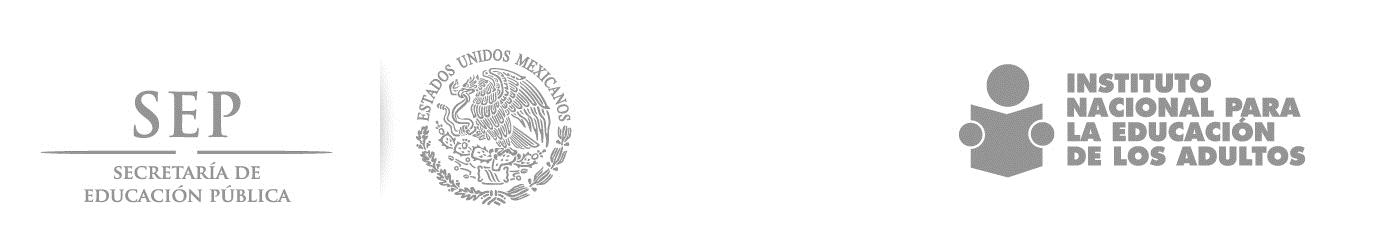 SEP
SECRETARÍA DE
EDUCACIÓN PÚBLICA
ESTADOS UNIDOS MEXICANOS
INSTITUTO
NACIONAL PARA
LA EDUCACIÓN
DE LOS ADULTOS